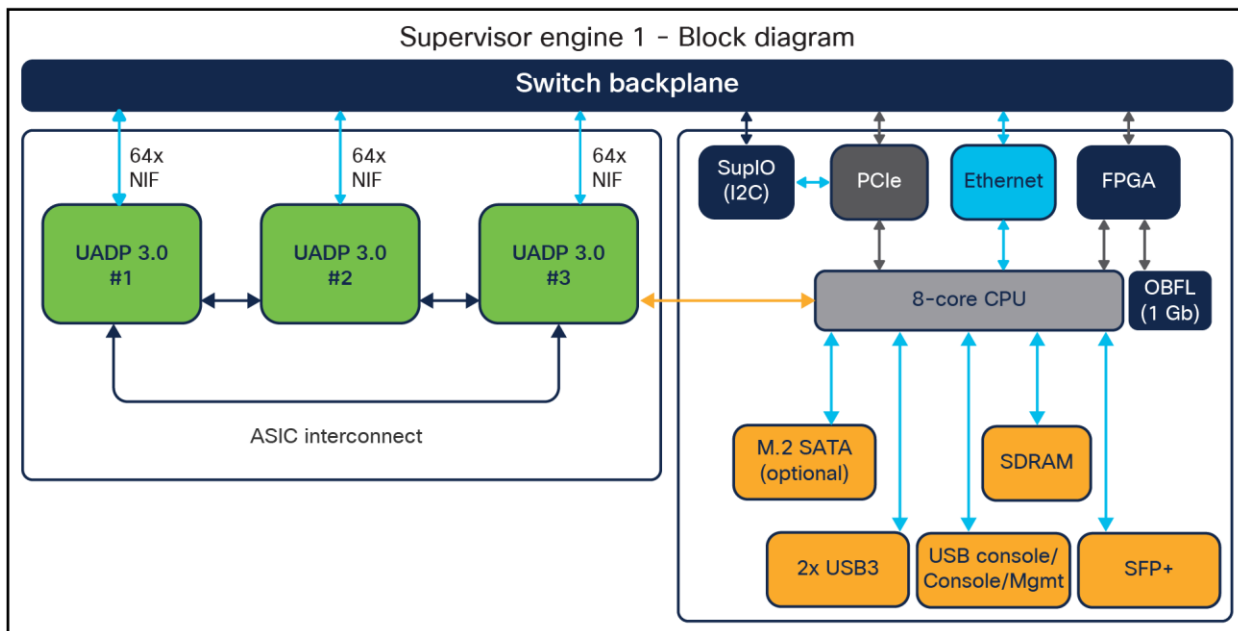 Supervisor engine 1 - Block diagram
Switch backplane
64x
NIF
64x
NIF
64x
NIF
UADP 3.0
#1
UADP 3.0
#2
UADP 3.0
#3
ASIC interconnect
SupIO
(I2C)
PCIe
Ethernet
FPGA
8-core CPU
OBFL
(1 Gb)
M.2 SATA
(optional)
SDRAM
2x USB3
USB console/
Console/Mgmt
SFP+